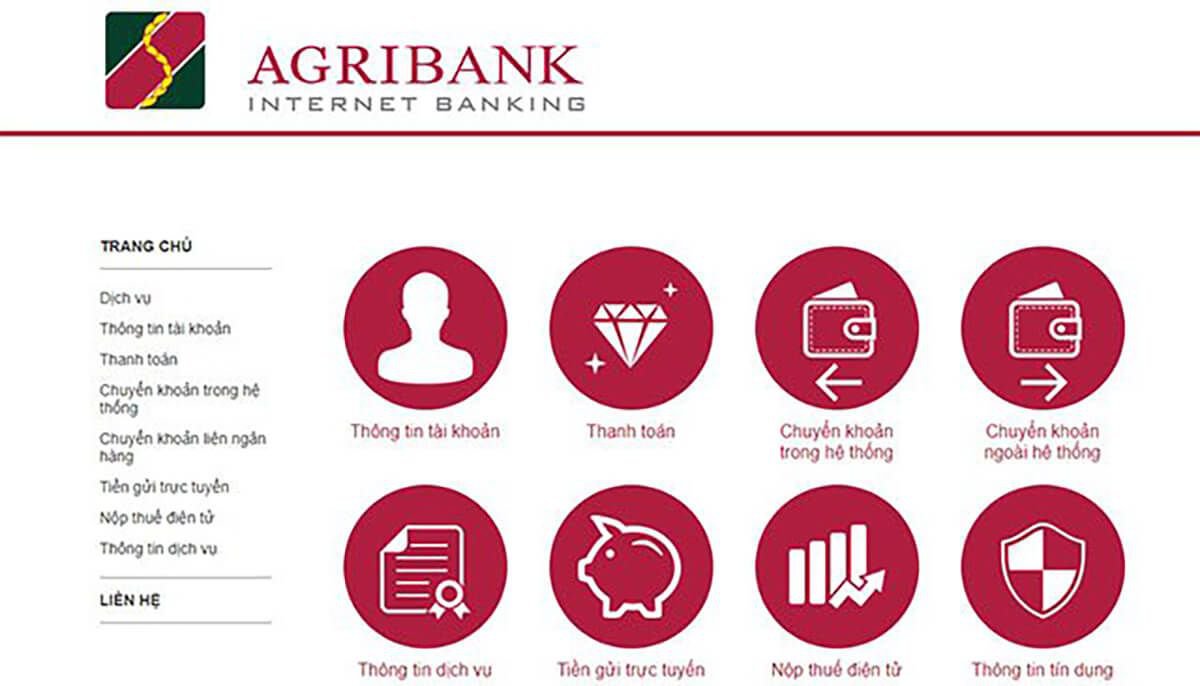 AGRIBANK
INTERNET BANKING
TRANG CHỦ
Dịch vụ
Thông tin tài khoản
Thanh toán
Chuyển khoản trong hệ
thống
Chuyển khoản liên ngân
hàng
Tiền gửi trực tuyến
Nộp thuế điện tử
Thông tin dịch vụ
LIÊN HỆ
Thông tin tài khoản
Thanh toán
Chuyển khoản
trong hệ thống
Chuyển khoản
ngoài hệ thống
Thông tin dịch vụ
Tiền gửi trực tuyến
Nộp thuế điện tử
Thông tin tín dụng